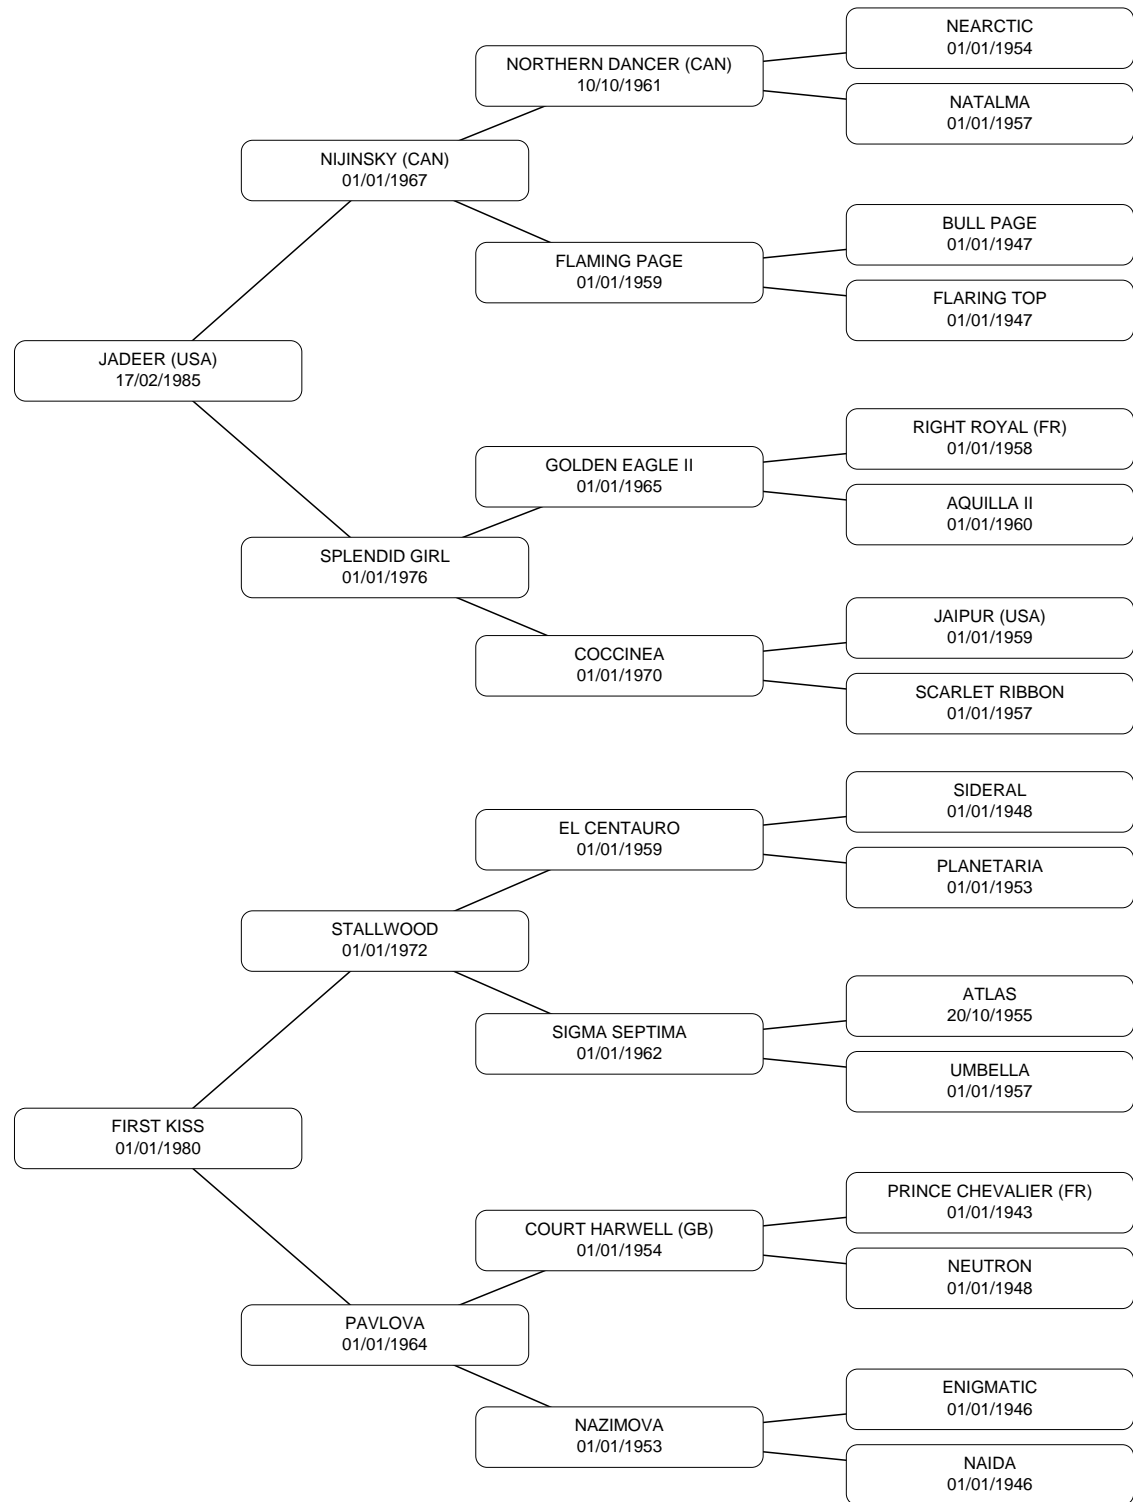 NEARCTIC
01/01/1954
NORTHERN DANCER (CAN)
10/10/1961
NATALMA
01/01/1957
NIJINSKY (CAN)
01/01/1967
BULL PAGE
01/01/1947
FLAMING PAGE
01/01/1959
FLARING TOP
01/01/1947
JADEER (USA)
17/02/1985
RIGHT ROYAL (FR)
01/01/1958
GOLDEN EAGLE II
01/01/1965
AQUILLA II
01/01/1960
SPLENDID GIRL
01/01/1976
JAIPUR (USA)
01/01/1959
COCCINEA
01/01/1970
SCARLET RIBBON
01/01/1957
SIDERAL
01/01/1948
EL CENTAURO
01/01/1959
PLANETARIA
01/01/1953
STALLWOOD
01/01/1972
ATLAS
20/10/1955
SIGMA SEPTIMA
01/01/1962
UMBELLA
01/01/1957
FIRST KISS
01/01/1980
PRINCE CHEVALIER (FR)
01/01/1943
COURT HARWELL (GB)
01/01/1954
NEUTRON
01/01/1948
PAVLOVA
01/01/1964
ENIGMATIC
01/01/1946
NAZIMOVA
01/01/1953
NAIDA
01/01/1946